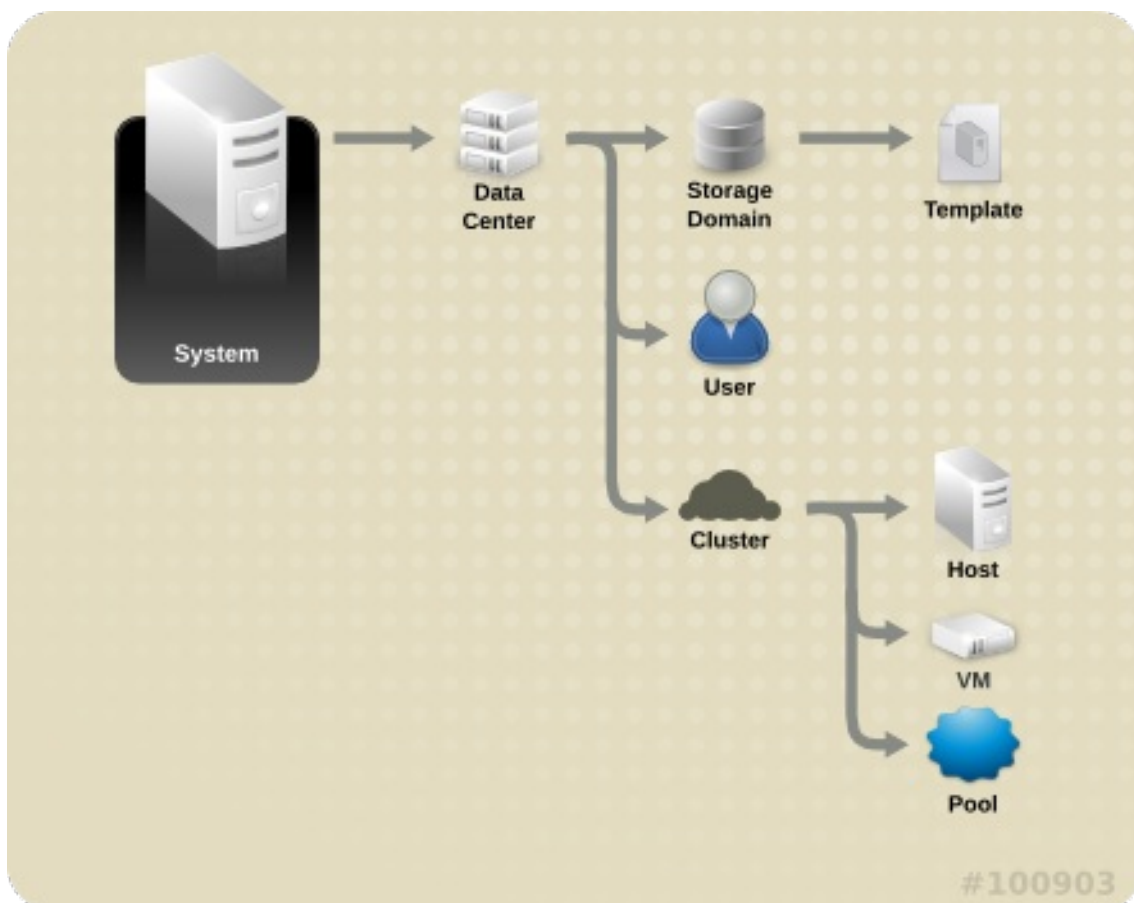 System
Data
Center
Storage
Domain
Template
User
Cluster
Host
VM
Pool
#100903